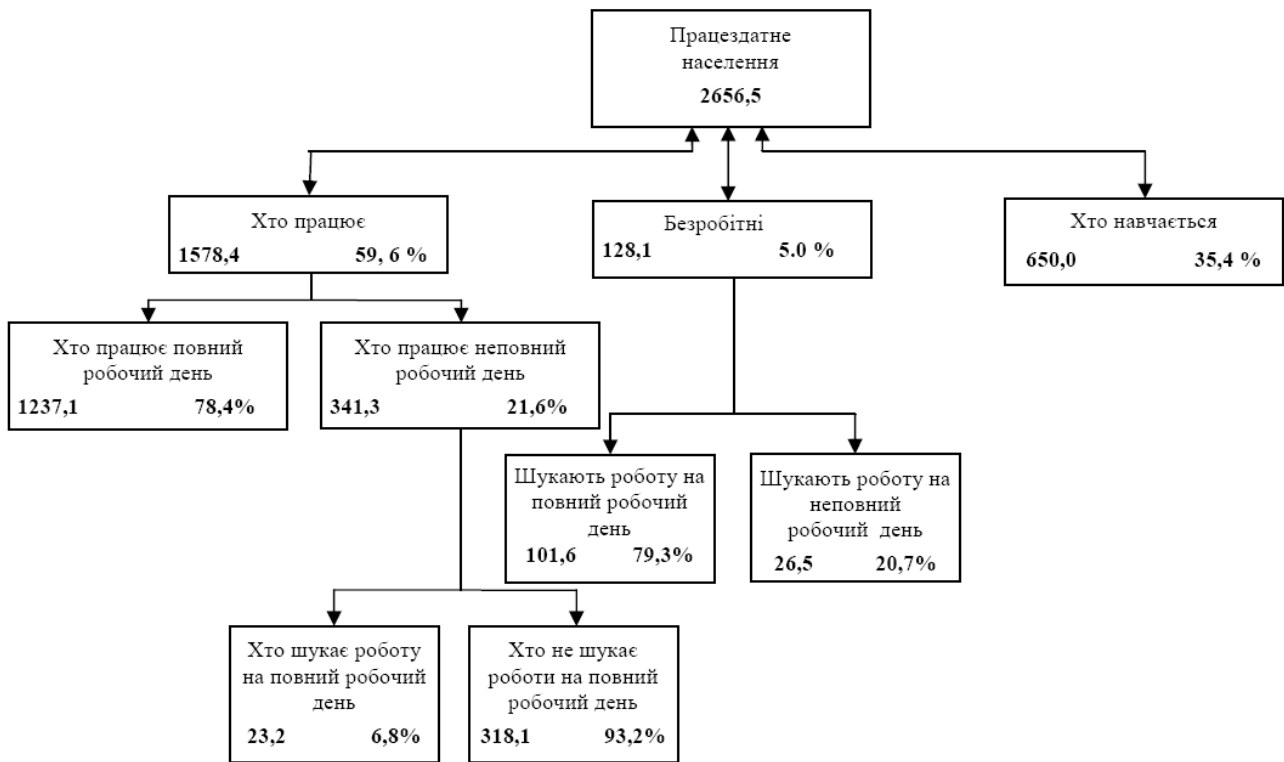 Працездатне
населення
2656,5
Хто працює
1578,4 59, 6 %
Безробітні
128,1 5.0 %
Хто навчається
650,0 35,4 %
Хто працює повний
робочий день
1237,1 78,4%
Хто працює неповний
робочий день
341,3 21,6%
Шукають роботу на
повний робочий
день
101,6 79,3%
Шукають роботу на
неповний
робочий день
26,5 20,7%
Хто шукає роботу
на повний робочий
день
23,2 6,8%
Хто не шукає
роботи на повний
робочий день
318,1 93,2%